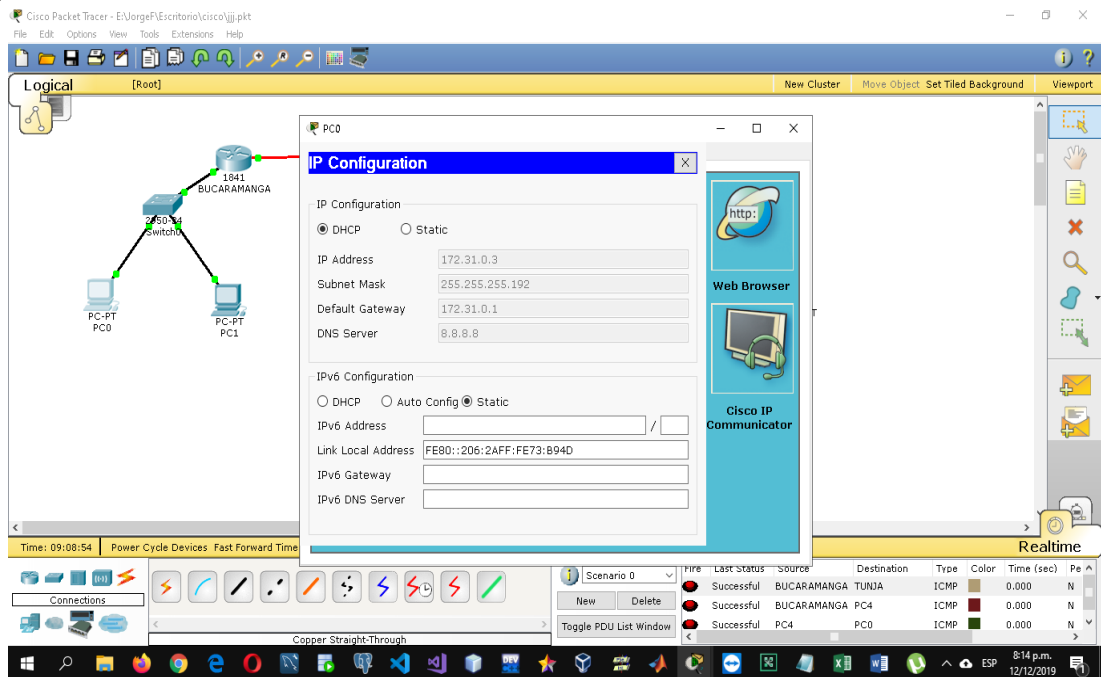 Cisco Packet Tracer - E:\JorgeF\Escritorio\cisco\jjj.pkt
File Edit Options View Tools Extensions Help
Logical [Root] New Cluster Move Object Set Tiled Background Viewport
1841
BUCARAMANGA
2950-24
Switch0
PC-PT
PC0
PC-PT
PC1
PC0
IP Configuration X
IP Configuration
DHCP Static
IP Address 172.31.0.3
Subnet Mask 255.255.255.192
Default Gateway 172.31.0.1
DNS Server 8.8.8.8
IPv6 Configuration
DHCP Auto Config Static
IPv6 Address /
Link Local Address FE80::206:2AFF:FE73:B94D
IPv6 Gateway
IPv6 DNS Server
http:
Web Browser
Cisco IP
Communicator
T
Time: 09:08:54 Power Cycle Devices Fast Forward Time
Realtime
Connections
Copper Straight-Through
Scenario 0
New Delete
Toggle PDU List Window
Fire Last Status Source Destination Type Color Time (sec) Pe
Successful BUCARAMANGA TUNJA ICMP 0.000 N
Successful BUCARAMANGA PC4 ICMP 0.000 N
Successful PC4 PC0 ICMP 0.000 N
DEV
ESP
8:14 p.m.
12/12/2019
1